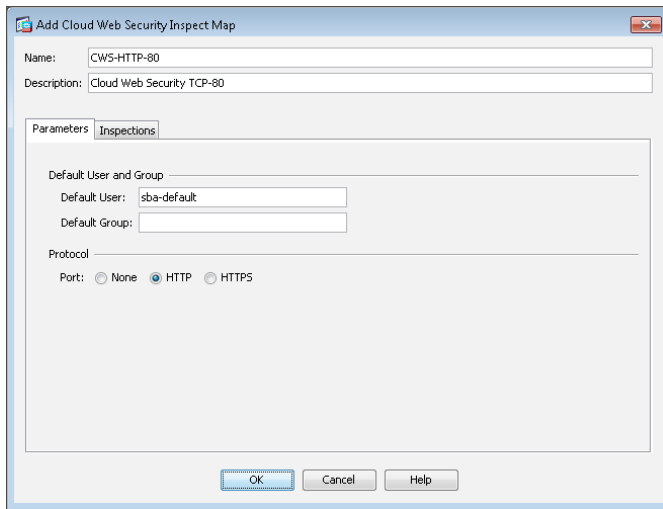 Add Cloud Web Security Inspect Map
Name: CWS-HTTP-80
Description: Cloud Web Security TCP-80
Parameters Inspections
Default User and Group
Default User: sba-default
Default Group:
Protocol
Port: None HTTP HTTPS
OK Cancel Help